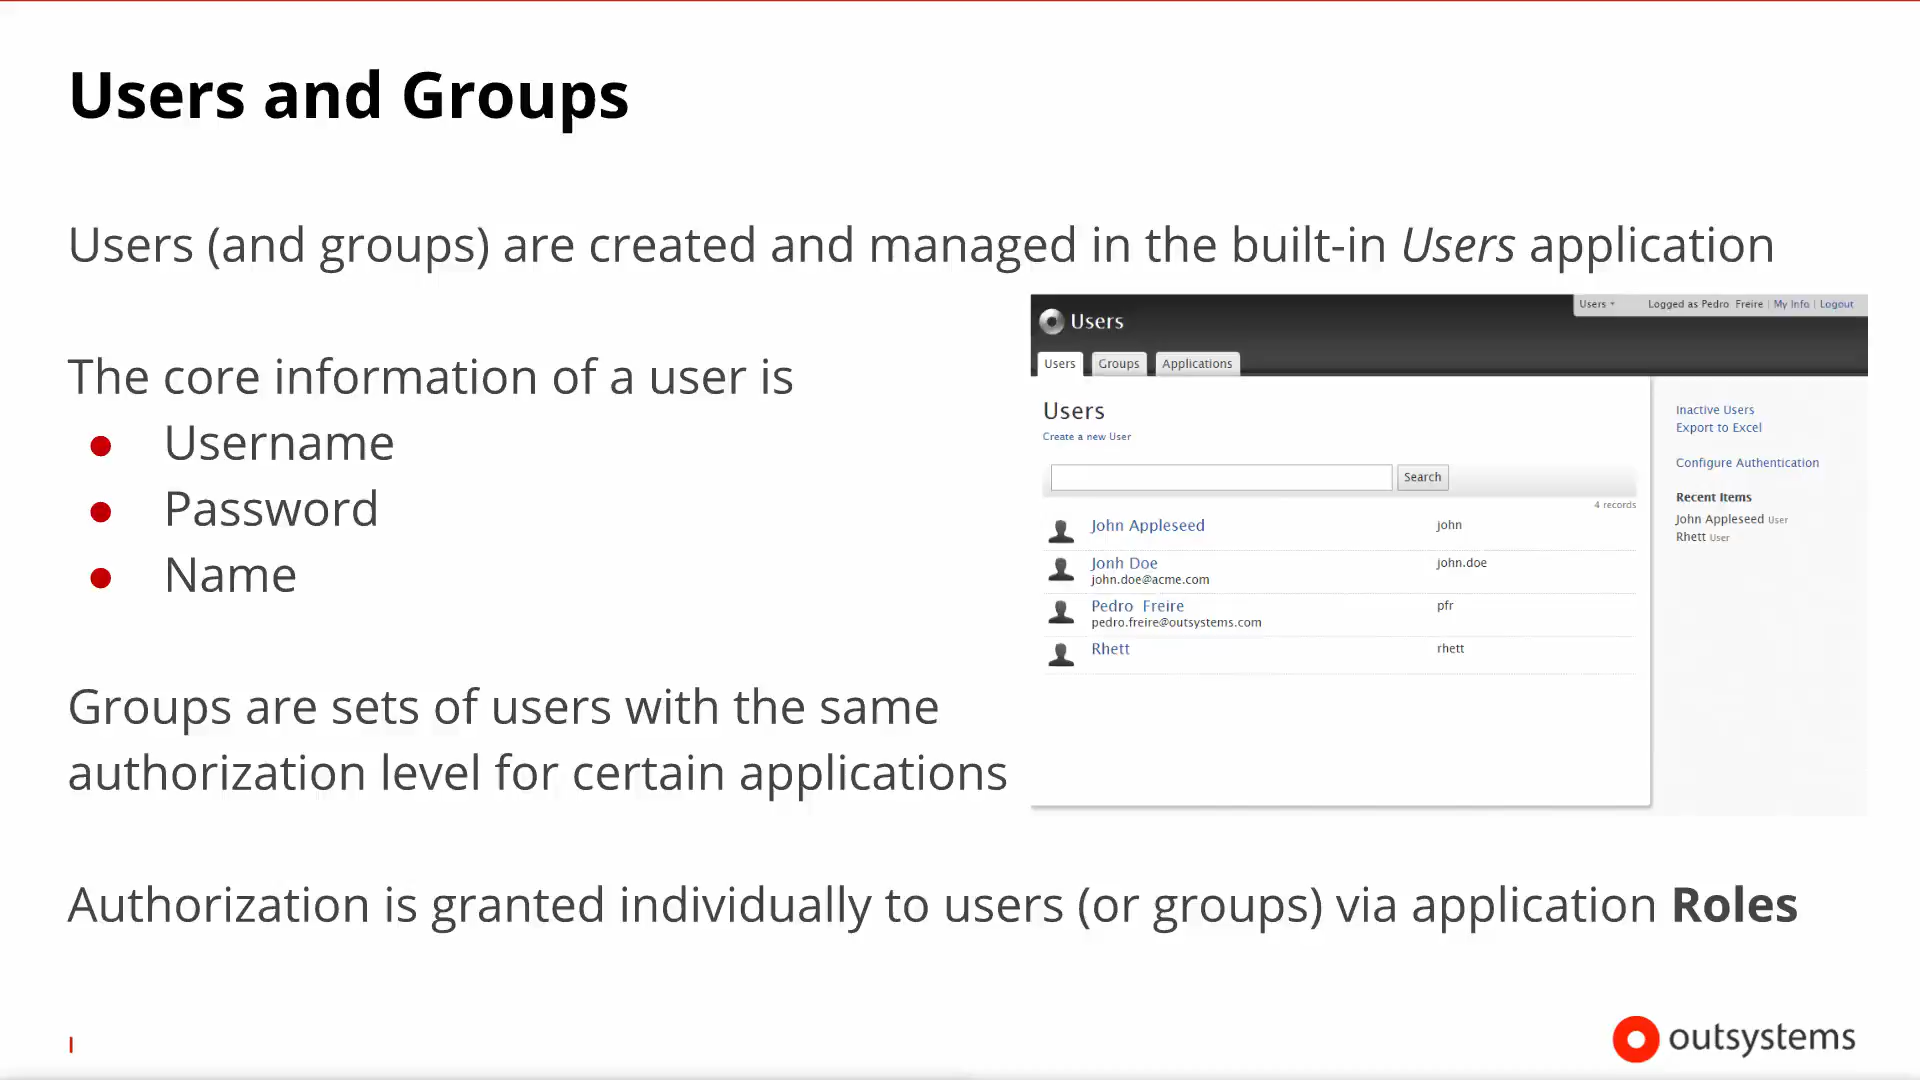 Users and Groups
Users (and groups) are created and managed in the built-in Users application
The core information of a user is
● Username
● Password
● Name
Groups are sets of users with the same
authorization level for certain applications
Users
Users Logged as Pedro Freire | My Info | Logout
Users Groups Applications
Users
Create a new User
Search
4 records
John Appleseed john
Jonh Doe john.doe
john.doe@acme.com
Pedro Freire pfr
pedro.freire@outsystems.com
Rhett rhett
Inactive Users
Export to Excel
Configure Authentication
Recent Items
John Appleseed User
Rhett User
Authorization is granted individually to users (or groups) via application Roles
outsystems